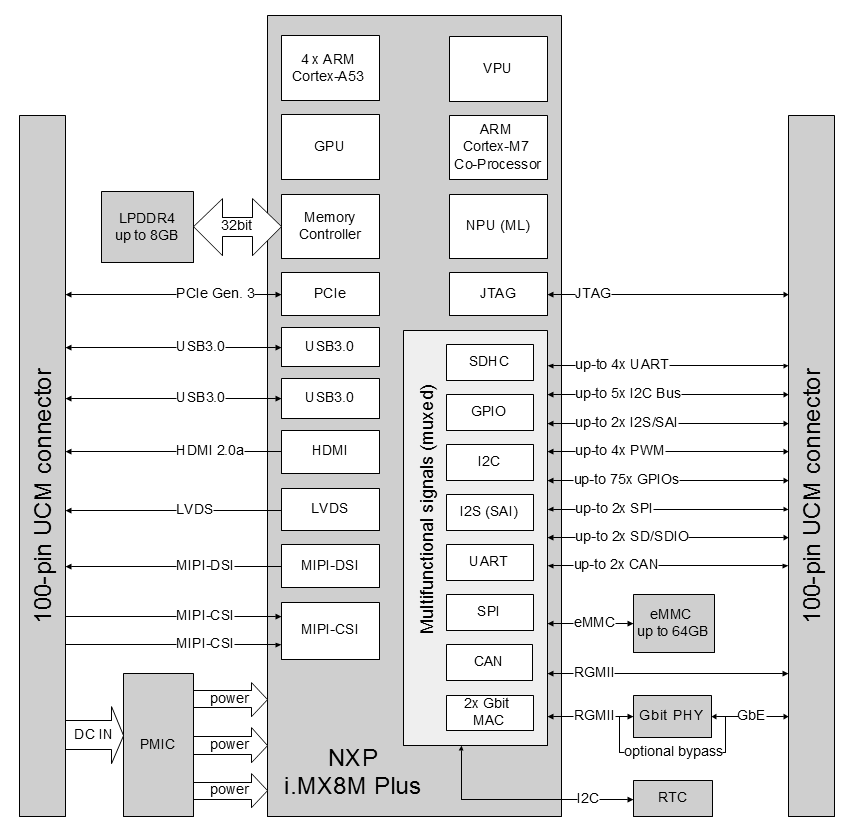 4 x ARM
Cortex-A53
VPU
GPU
ARM
Cortex-M7
Co-Processor
LPDDR4
up to 8GB
32bit
Memory
Controller
NPU (ML)
PCIe Gen. 3
PCIe
JTAG
JTAG
USB3.0
USB3.0
USB3.0
USB3.0
HDMI 2.0a
HDMI
LVDS
LVDS
MIPI-DSI
MIPI-DSI
MIPI-CSI
MIPI-CSI
MIPI-CSI
100-pin UCM connector
Multifunctional signals (muxed)
SDHC
GPIO
I2C
I2S (SAI)
UART
SPI
CAN
2x Gbit
MAC
up-to 4x UART
up-to 5x I2C Bus
up-to 2x I2S/SAI
up-to 4x PWM
up-to 75x GPIOs
up-to 2x SPI
up-to 2x SD/SDIO
up-to 2x CAN
eMMC
eMMC
up to 64GB
RGMII
RGMII
Gbit PHY
GbE
optional bypass
I2C
RTC
100-pin UCM connector
DC IN
PMIC
power
power
power
NXP
i.MX8M Plus